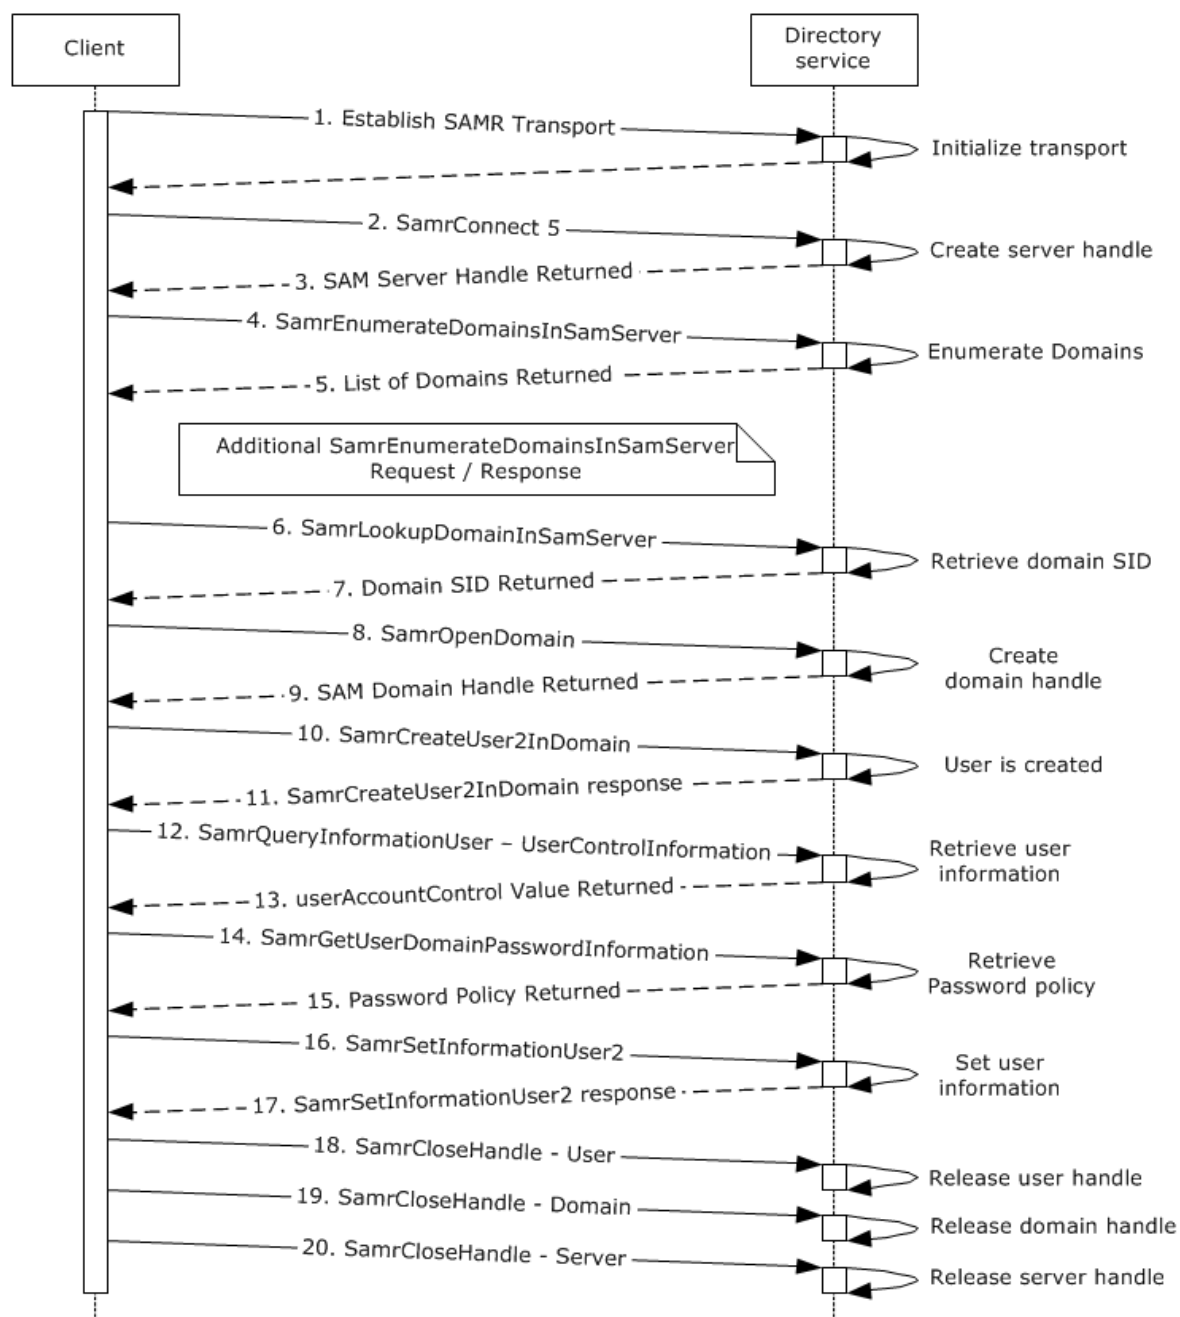 Client
Directory
service
1. Establish SAMR Transport
Initialize transport
2. SamrConnect 5
Create server handle
3. SAM Server Handle Returned
4. SamrEnumerateDomainsInSamServer
Enumerate Domains
5. List of Domains Returned
Additional SamrEnumerateDomainsInSamServer
Request / Response
6. SamrLookupDomainInSamServer
Retrieve domain SID
7. Domain SID Returned
8. SamrOpenDomain
Create
domain handle
9. SAM Domain Handle Returned
10. SamrCreateUser2InDomain
User is created
11. SamrCreateUser2InDomain response
12. SamrQueryInformationUser – UserControlInformation
Retrieve user
information
13. userAccountControl Value Returned
14. SamrGetUserDomainPasswordInformation
Retrieve
Password policy
15. Password Policy Returned
16. SamrSetInformationUser2
Set user
information
17. SamrSetInformationUser2 response
18. SamrCloseHandle - User
Release user handle
19. SamrCloseHandle - Domain
Release domain handle
20. SamrCloseHandle - Server
Release server handle